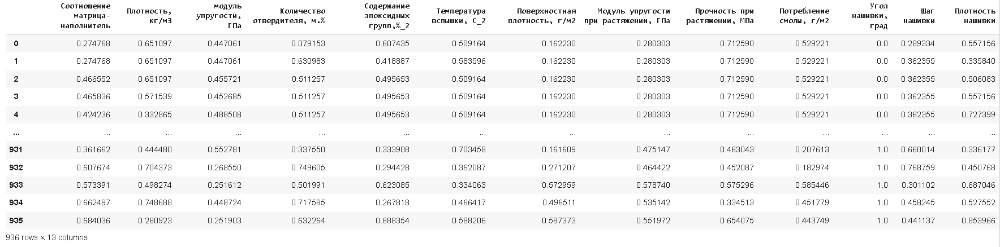 Соотношение матрица-наполнитель Плотность, кг/м3 модуль упругости, ГПа Количество отвердителя, м.% Содержание эпоксидных групп,%_2 Температура вспышки, С_2 Поверхностная плотность, г/м2 Модуль упругости при растяжении, ГПа Прочность при растяжении, МПа Потребление смолы, г/м2 Угол нашивки, град Шаг нашивки Плотность нашивки
0 0.274768 0.651097 0.447061 0.079153 0.607435 0.509164 0.162230 0.280303 0.712590 0.529221 0.0 0.289334 0.557156
1 0.274768 0.651097 0.447061 0.630983 0.418887 0.583596 0.162230 0.280303 0.712590 0.529221 0.0 0.362355 0.335840
2 0.466552 0.651097 0.455721 0.511257 0.495653 0.509164 0.162230 0.280303 0.712590 0.529221 0.0 0.362355 0.506083
3 0.465836 0.571539 0.452685 0.511257 0.495653 0.509164 0.162230 0.280303 0.712590 0.529221 0.0 0.362355 0.557156
4 0.424236 0.332865 0.488508 0.511257 0.495653 0.509164 0.162230 0.280303 0.712590 0.529221 0.0 0.362355 0.727399
... ... ... ... ... ... ... ... ... ... ... ... ... ...
931 0.361662 0.444480 0.552781 0.337550 0.333908 0.703458 0.161609 0.475147 0.463043 0.207613 1.0 0.660014 0.336177
932 0.607674 0.704373 0.268550 0.749605 0.294428 0.362087 0.271207 0.464422 0.452087 0.182974 1.0 0.768759 0.450768
933 0.573391 0.498274 0.251612 0.501991 0.623085 0.334063 0.572959 0.578740 0.575296 0.585446 1.0 0.301102 0.687046
934 0.662497 0.748688 0.448724 0.717585 0.267818 0.466417 0.496511 0.535142 0.334513 0.451779 1.0 0.458245 0.527552
935 0.684036 0.280923 0.251903 0.632264 0.888354 0.588206 0.587373 0.551972 0.654075 0.443749 1.0 0.441137 0.853966
936 rows × 13 columns